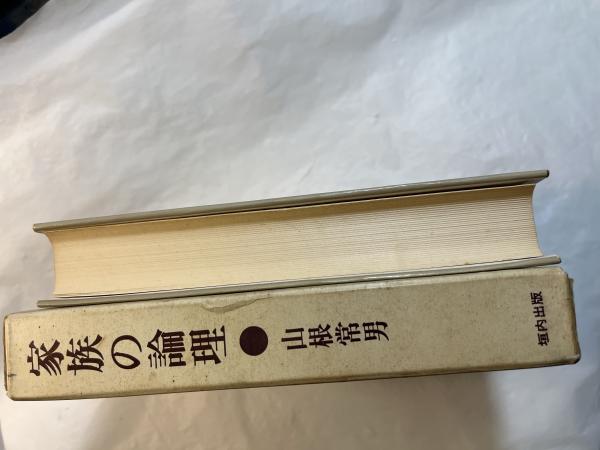 家族の論理
●
山根常男
垣内出版